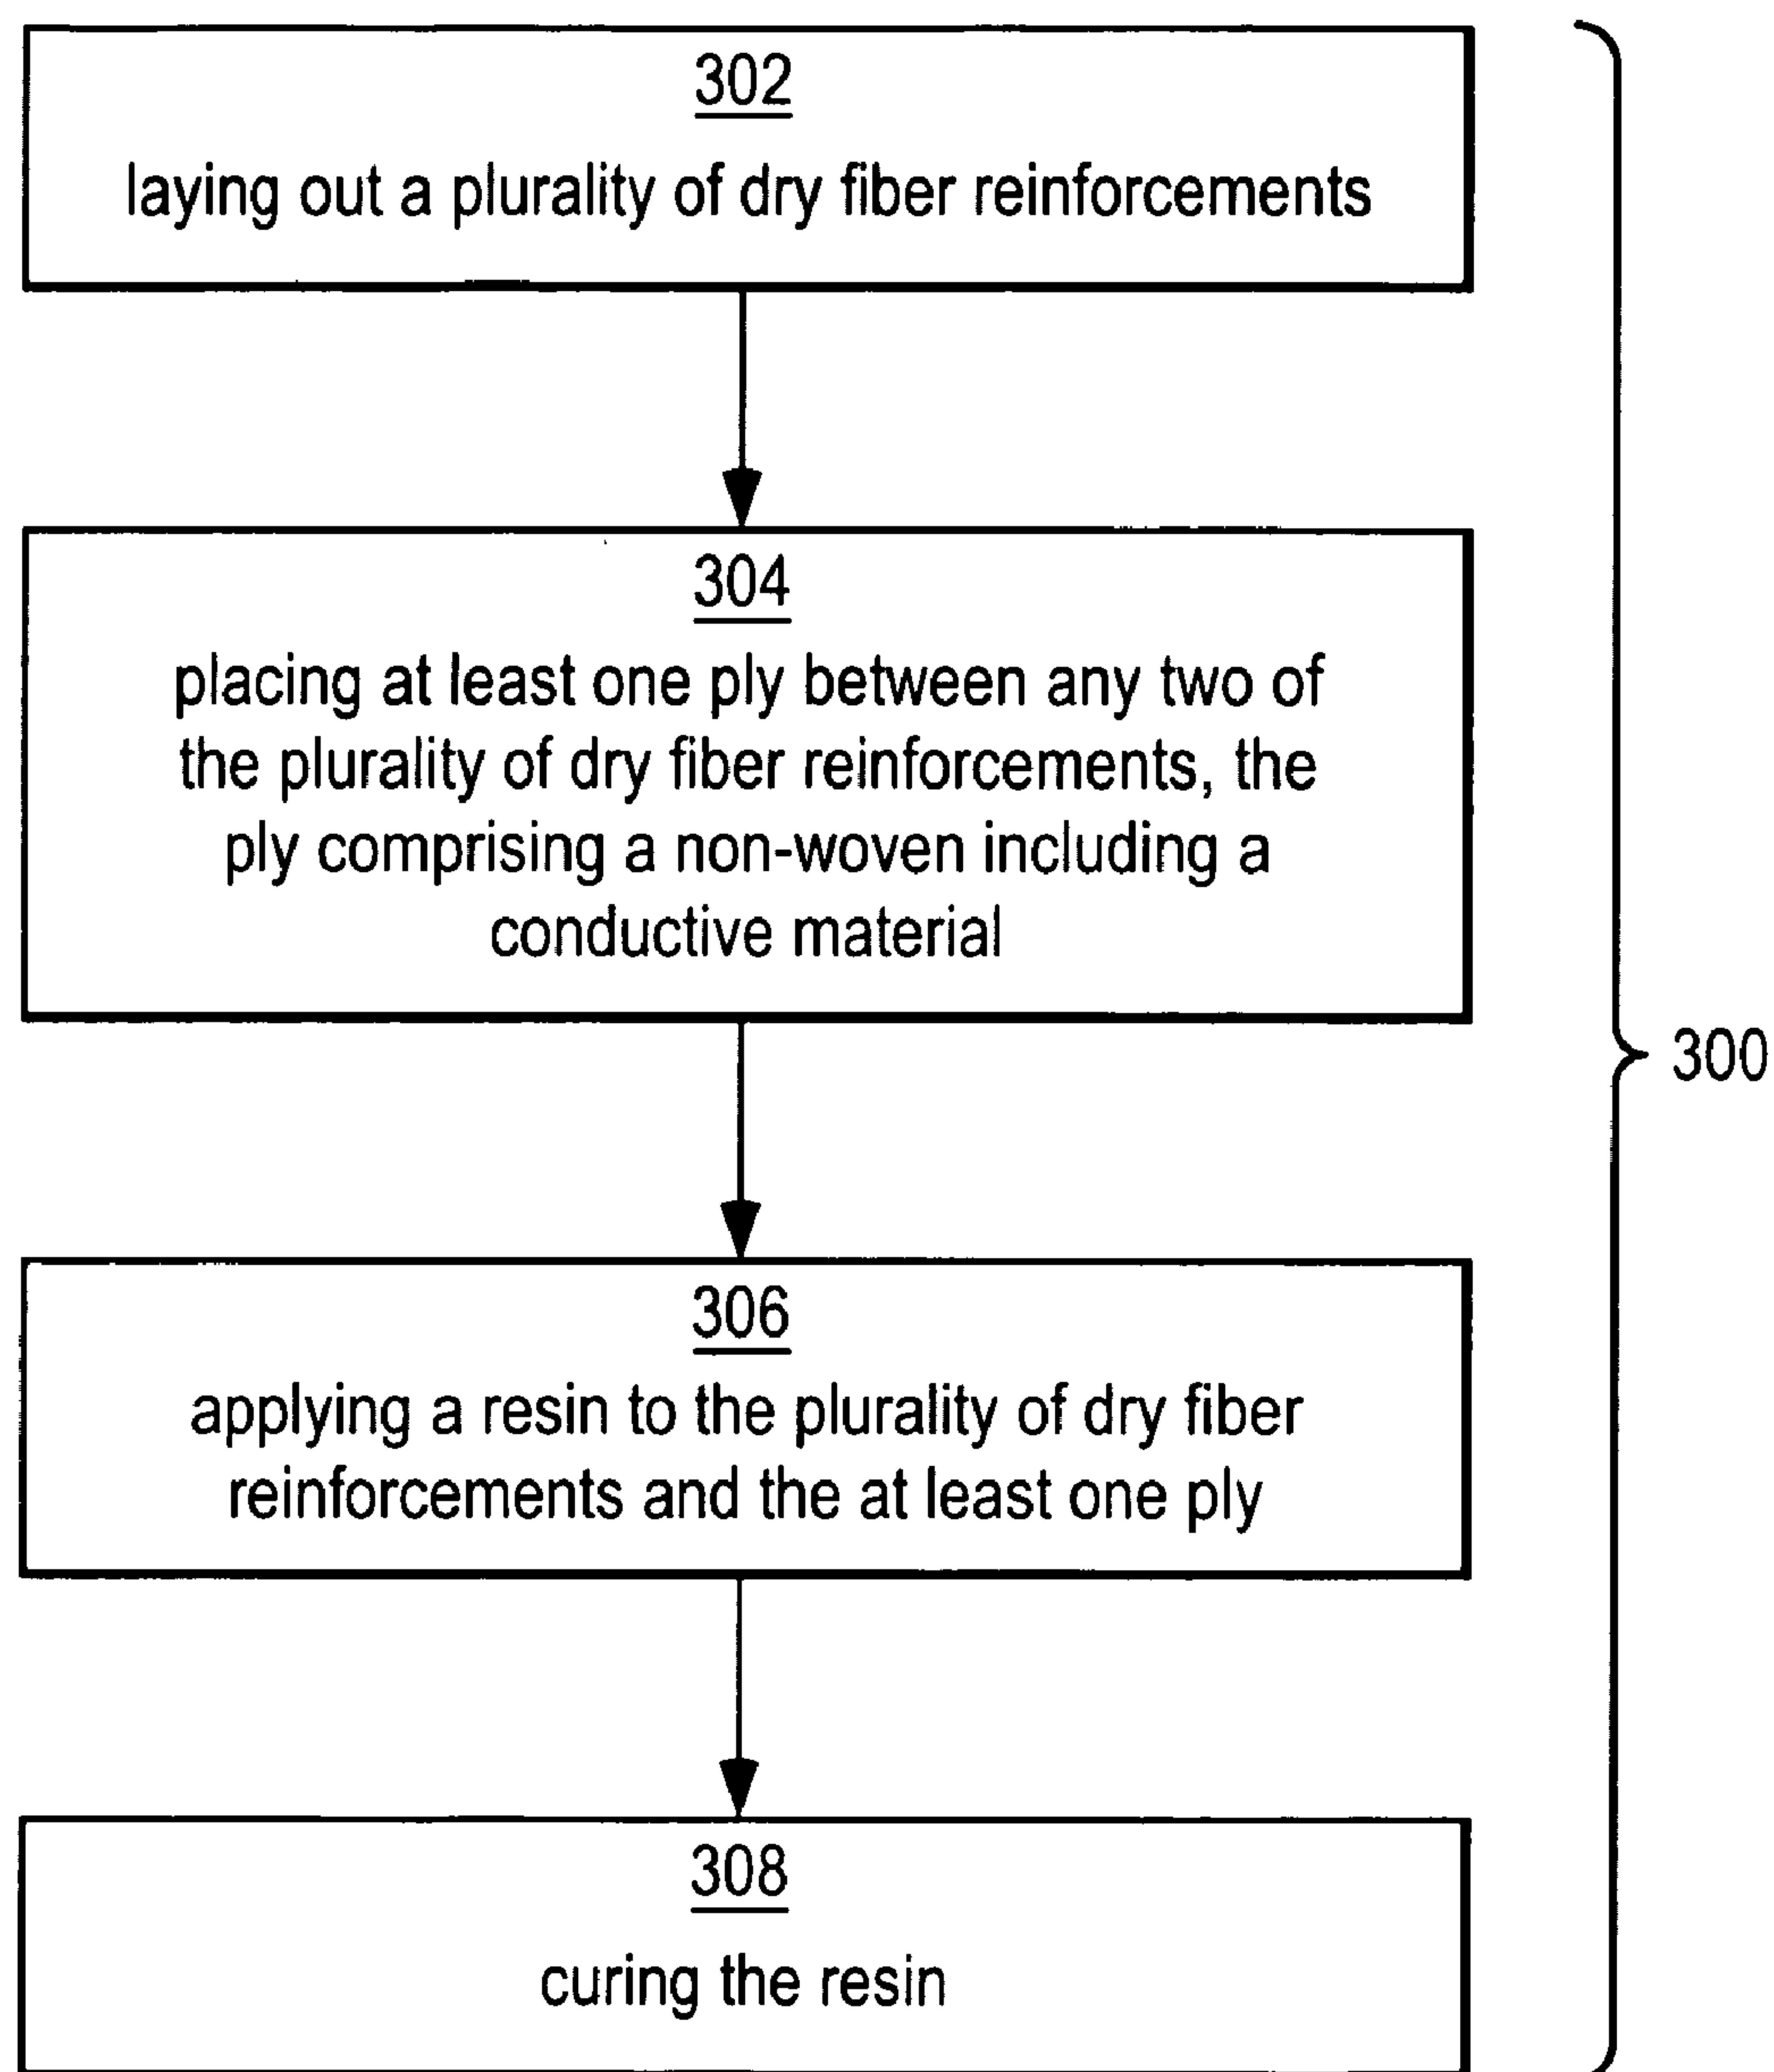 302
laying out a plurality of dry fiber reinforcements
304
placing at least one ply between any two of
the plurality of dry fiber reinforcements, the
ply comprising a non-woven including a
conductive material
300
306
applying a resin to the plurality of dry fiber
reinforcements and the at least one ply
308
curing the resin